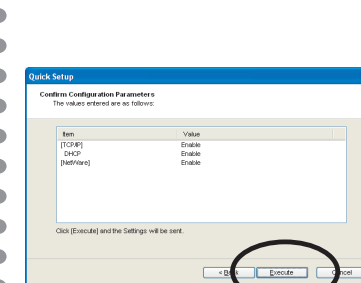 Quick Setup
Confirm Configuration Parameters
The values entered are as follows:
Item Value
[TCP/IP] Enable
DHCP Enable
[NetWare] Enable
Click [Execute] and the Settings will be sent.
Execute